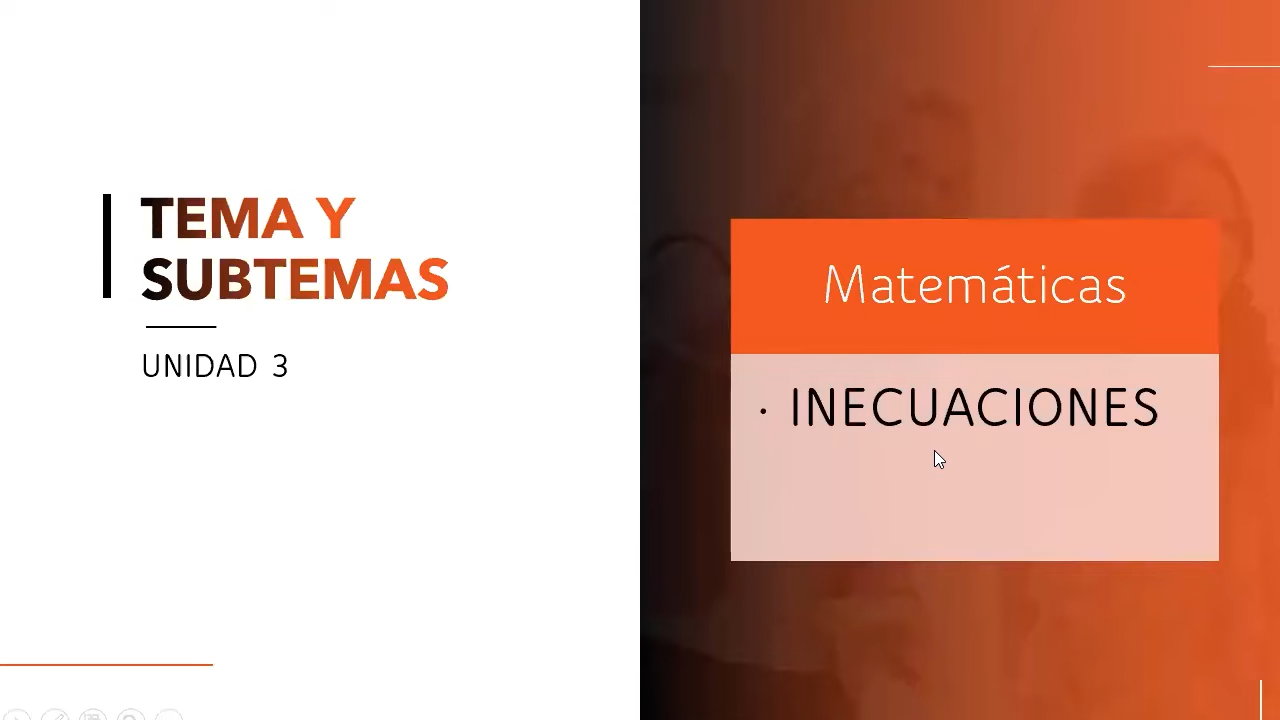 TEMA Y
SUBTEMAS
UNIDAD 3
Matemáticas
· INECUACIONES